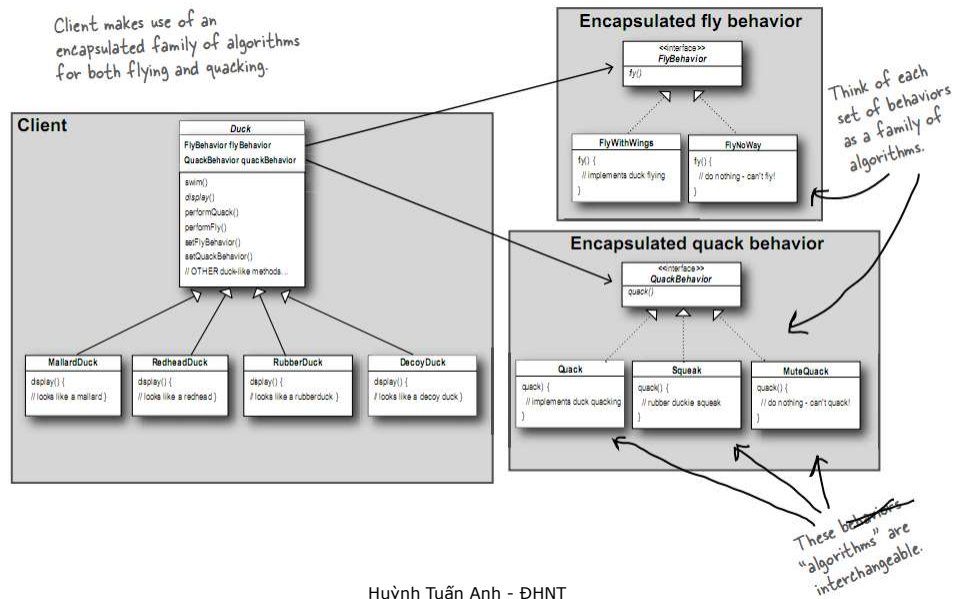 Client makes use of an
encapsulated family of algorithms
for both flying and quacking.
Client
Duck
FlyBehavior flyBehavior
QuackBehavior quackBehavior
swim()
display()
performQuack()
performFly()
setFlyBehavior()
setQuackBehavior()
// OTHER duck-like methods...
MallardDuck
display() {
// looks like a mallard }
RedheadDuck
display() {
// looks like a redhead }
RubberDuck
display() {
// looks like a rubberduck }
DecoyDuck
display() {
// looks like a decoy duck }
Encapsulated fly behavior
<<interface>>
FlyBehavior
fly()
FlyWithWings
fly() {
// implements duck flying
}
FlyNoWay
fly() {
// do nothing - can't fly!
}
Think of each
set of behaviors
as a family of
algorithms.
Encapsulated quack behavior
<<interface>>
QuackBehavior
quack()
Quack
quack) {
// implements duck quacking
}
Squeak
quack() {
// rubber duckie squeak
}
MuteQuack
quack() {
// do nothing - can't quack!
}
These behaviors
"algorithms" are
interchangeable.
Huỳnh Tuấn Anh - ĐHNT